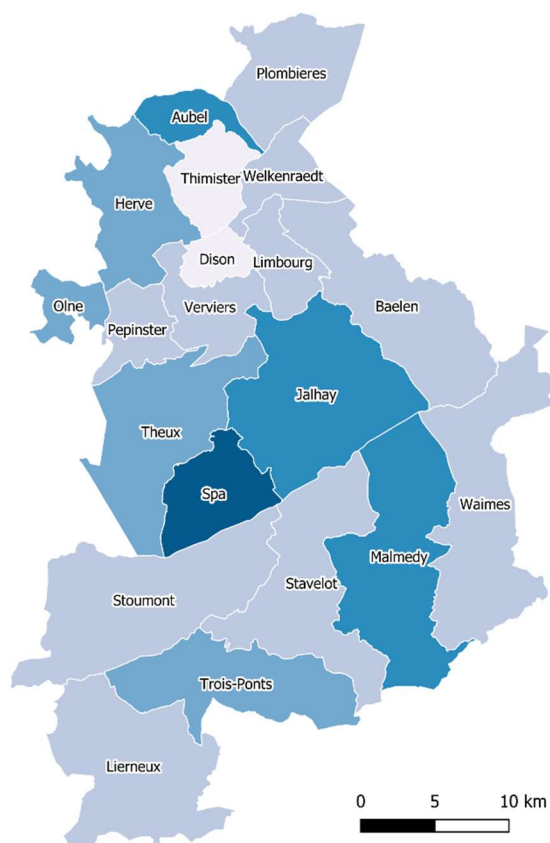 Plombieres
Aubel
Thimister
Welkenraedt
Herve
Dison
Limbourg
Olne
Verviers
Baelen
Pepinster
Jalhay
Theux
Spa
Waimes
Malmedy
Stavelot
Stoumont
Trois-Ponts
Lierneux
0 5 10 km